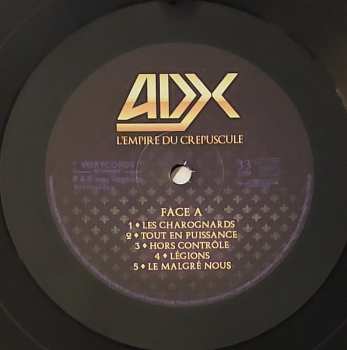 ADX
L'EMPIRE DU CREPUSCULE
33
FACE A
1 • LES CHAROGNARDS
2 • TOUT EN PUISSANCE
3 • HORS CONTRÔLE
4 • LÉGIONS
5 • LE MALGRÉ NOUS